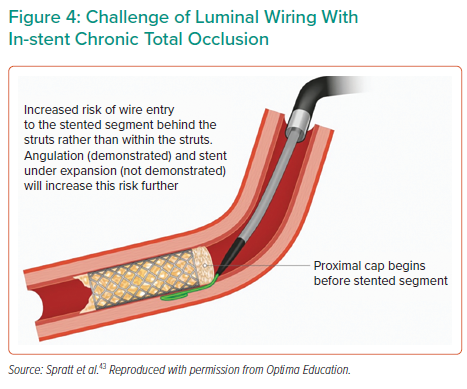 Figure 4: Challenge of Luminal Wiring With
In-stent Chronic Total Occlusion
Increased risk of wire entry
to the stented segment behind the
struts rather than within the struts.
Angulation (demonstrated) and stent
under expansion (not demonstrated)
will increase this risk further
Proximal cap begins
before stented segment
Source: Spratt et al.43 Reproduced with permission from Optima Education.